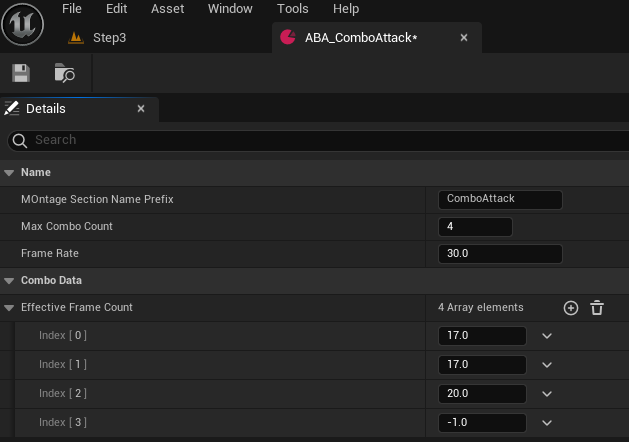 File Edit Asset Window Tools Help
Step3 ABA_ComboAttack*
Details
Search
Name
MOntage Section Name Prefix ComboAttack
Max Combo Count 4
Frame Rate 30.0
Combo Data
Effective Frame Count 4 Array elements
Index [ 0 ] 17.0
Index [ 1 ] 17.0
Index [ 2 ] 20.0
Index [ 3 ] -1.0